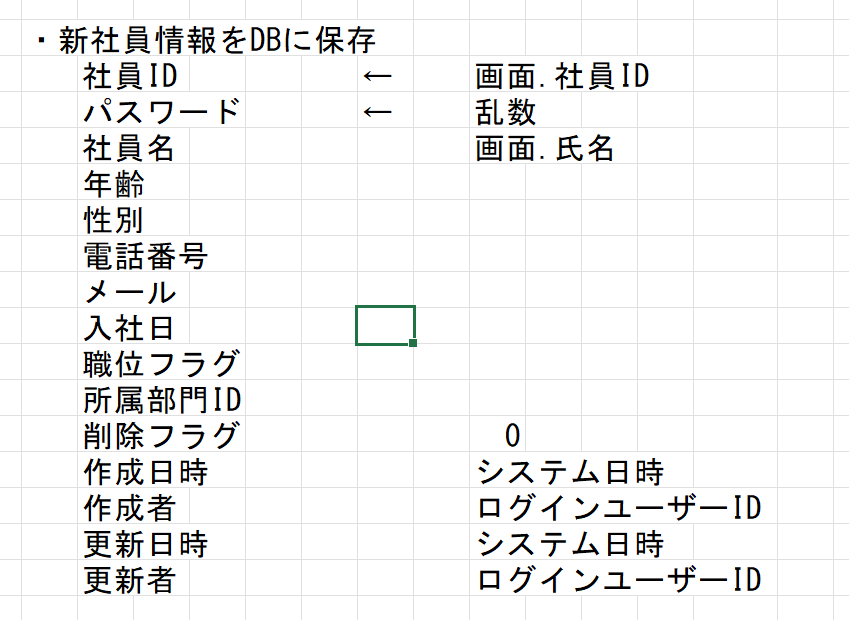 ・新社員情報をDBに保存
社員ID ← 画面.社員ID
パスワード ← 乱数
社員名 画面.氏名
年齢
性別
電話番号
メール
入社日
職位フラグ
所属部門ID
削除フラグ 0
作成日時 システム日時
作成者 ログインユーザーID
更新日時 システム日時
更新者 ログインユーザーID